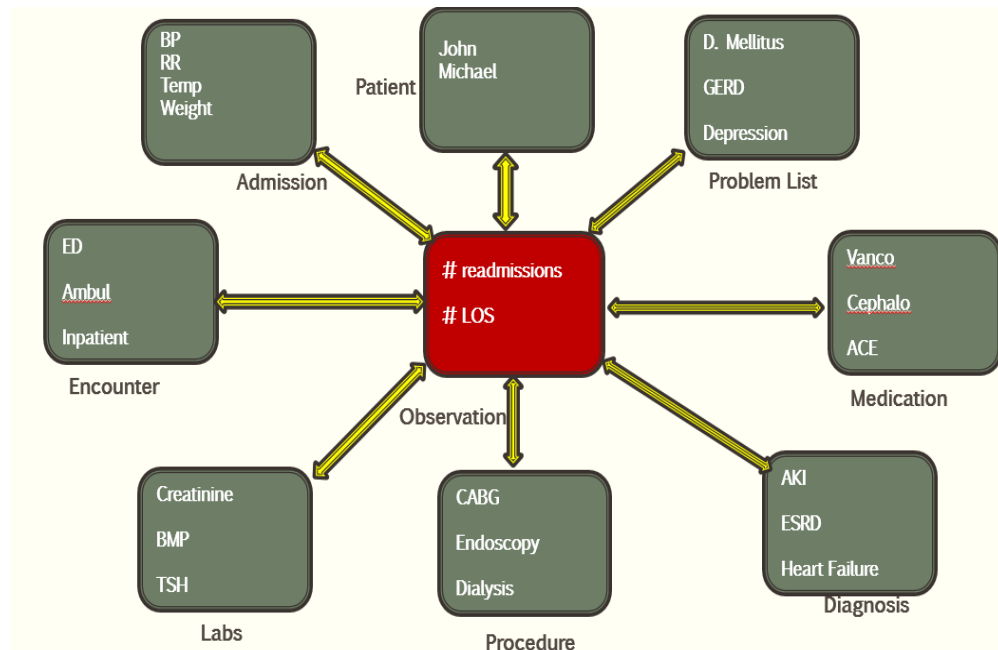 BP
RR
Temp
Weight
Admission
Patient
John
Michael
D. Mellitus
GERD
Depression
Problem List
ED
Ambul
Inpatient
Encounter
# readmissions
# LOS
Observation
Vanco
Cephalo
ACE
Medication
Creatinine
BMP
TSH
Labs
CABG
Endoscopy
Dialysis
Procedure
AKI
ESRD
Heart Failure
Diagnosis